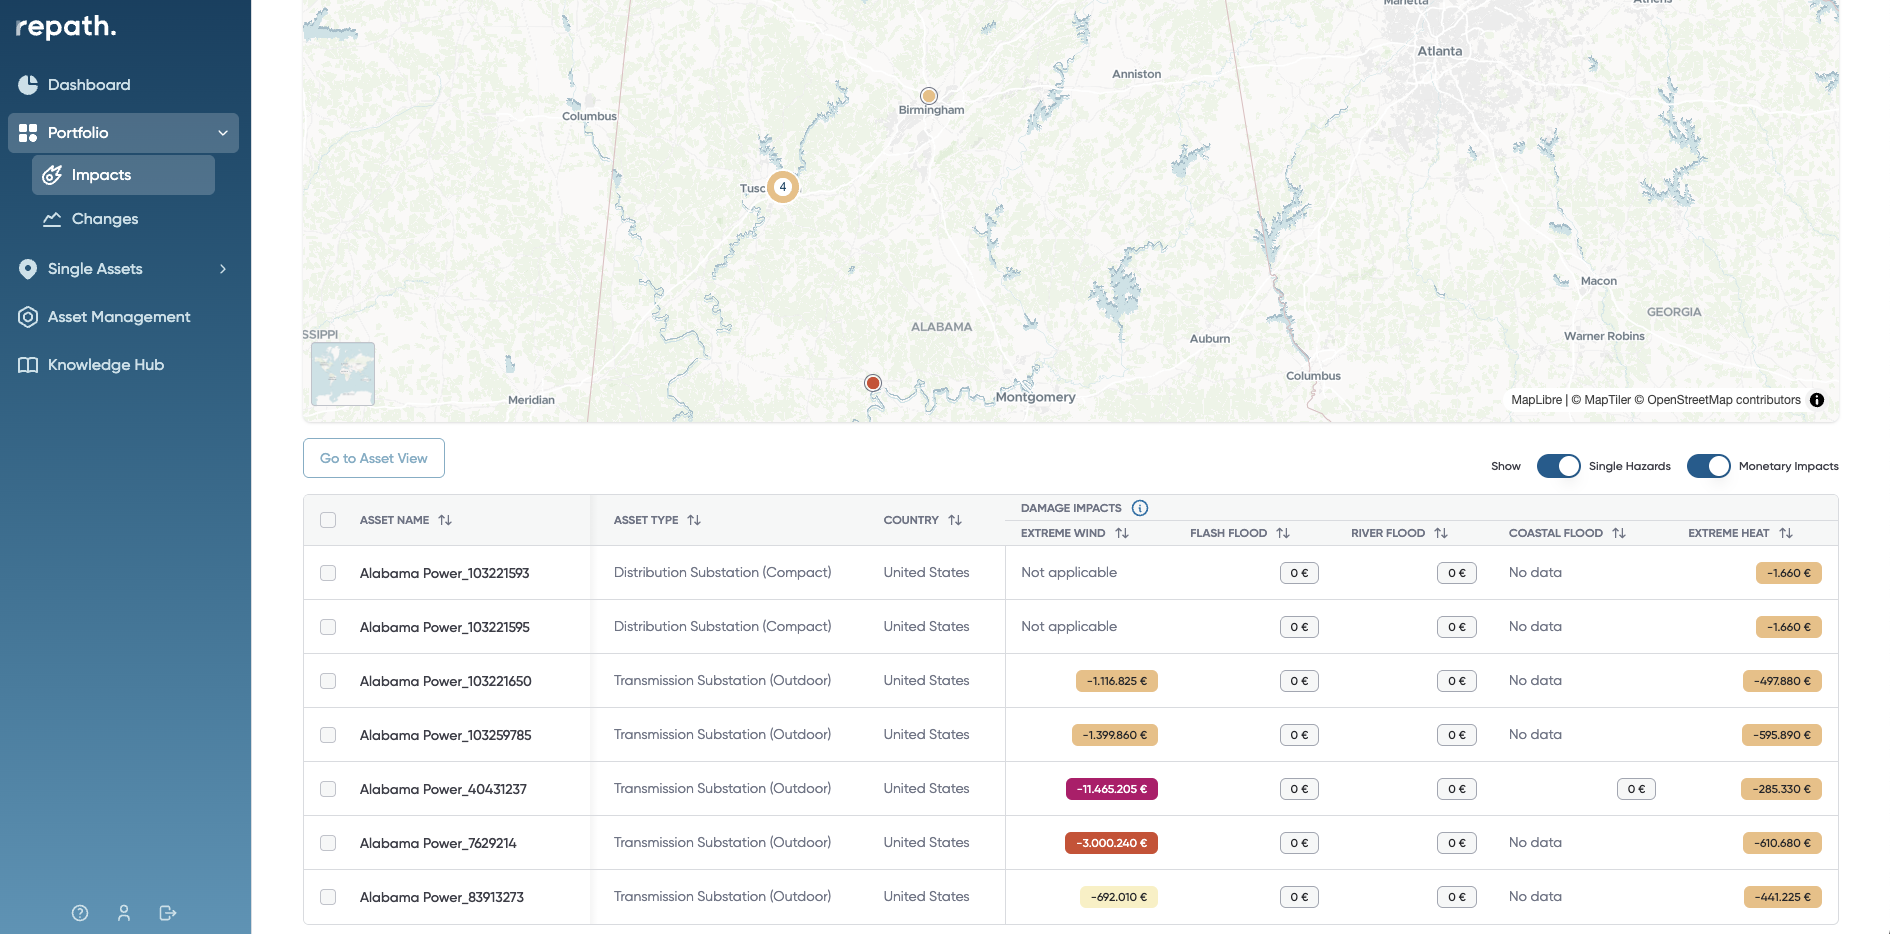 repath.
Dashboard
Portfolio
Impacts
Changes
Single Assets
Asset Management
Knowledge Hub
Marietta
Athens
Atlanta
Anniston
Birmingham
Columbus
4
Macon
GEORGIA
ALABAMA
SSIPPI
Auburn
Warner Robins
Columbus
Meridian
Montgomery
MapLibre | © MapTiler © OpenStreetMap contributors
Go to Asset View
Show Single Hazards Monetary Impacts
ASSET NAME ASSET TYPE COUNTRY DAMAGE IMPACTS
EXTREME WIND FLASH FLOOD RIVER FLOOD COASTAL FLOOD EXTREME HEAT
Alabama Power_103221593 Distribution Substation (Compact) United States Not applicable 0 € 0 € No data -1.660 €
Alabama Power_103221595 Distribution Substation (Compact) United States Not applicable 0 € 0 € No data -1.660 €
Alabama Power_103221650 Transmission Substation (Outdoor) United States -1.116.825 € 0 € 0 € No data -497.880 €
Alabama Power_103259785 Transmission Substation (Outdoor) United States -1.399.860 € 0 € 0 € No data -595.890 €
Alabama Power_40431237 Transmission Substation (Outdoor) United States -11.465.205 € 0 € 0 € 0 € -285.330 €
Alabama Power_7629214 Transmission Substation (Outdoor) United States -3.000.240 € 0 € 0 € No data -610.680 €
Alabama Power_83913273 Transmission Substation (Outdoor) United States -692.010 € 0 € 0 € No data -441.225 €